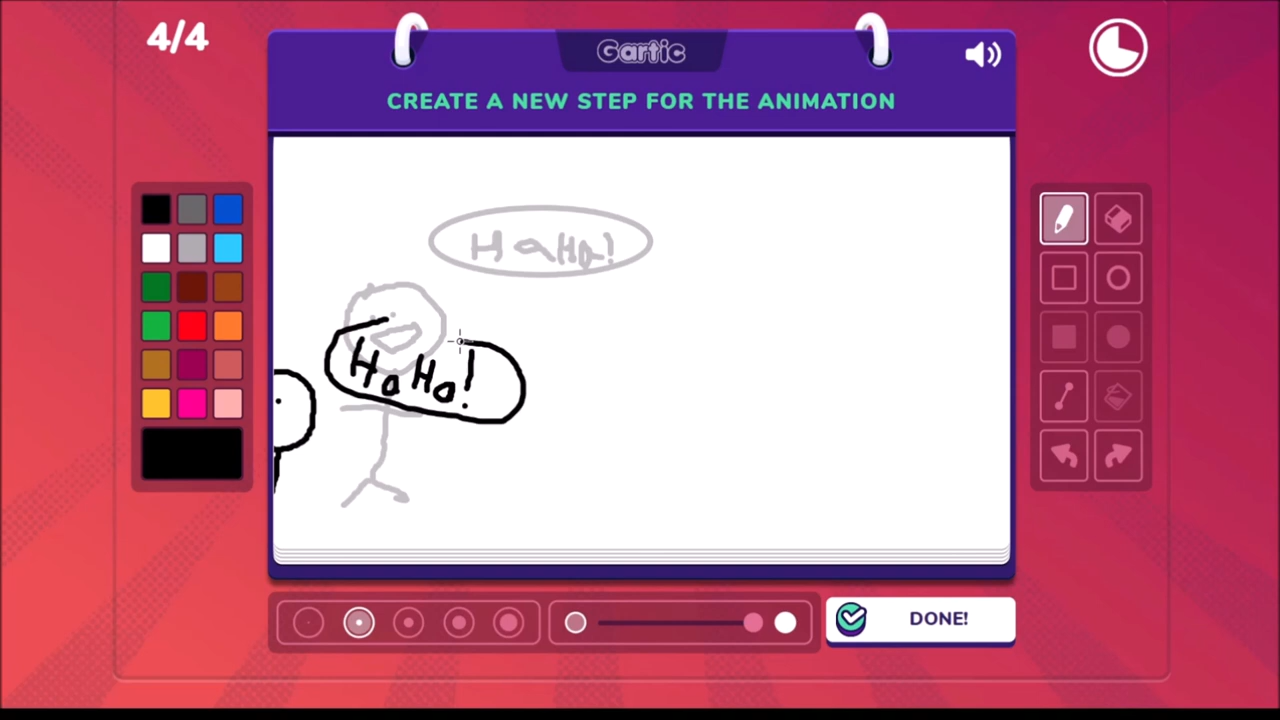 4/4
Gartic
CREATE A NEW STEP FOR THE ANIMATION
HaHa!
HaHa!
DONE!